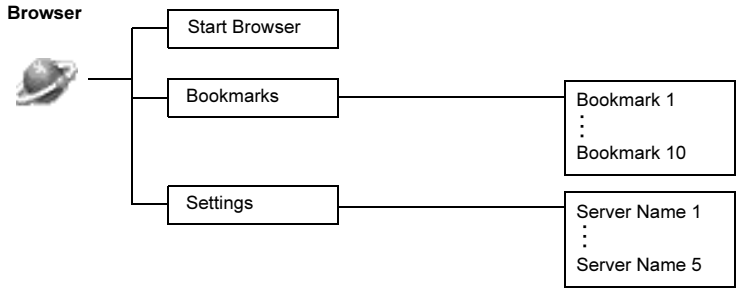 Browser
Start Browser
Bookmarks
Bookmark 1
Bookmark 10
Settings
Server Name 1
Server Name 5